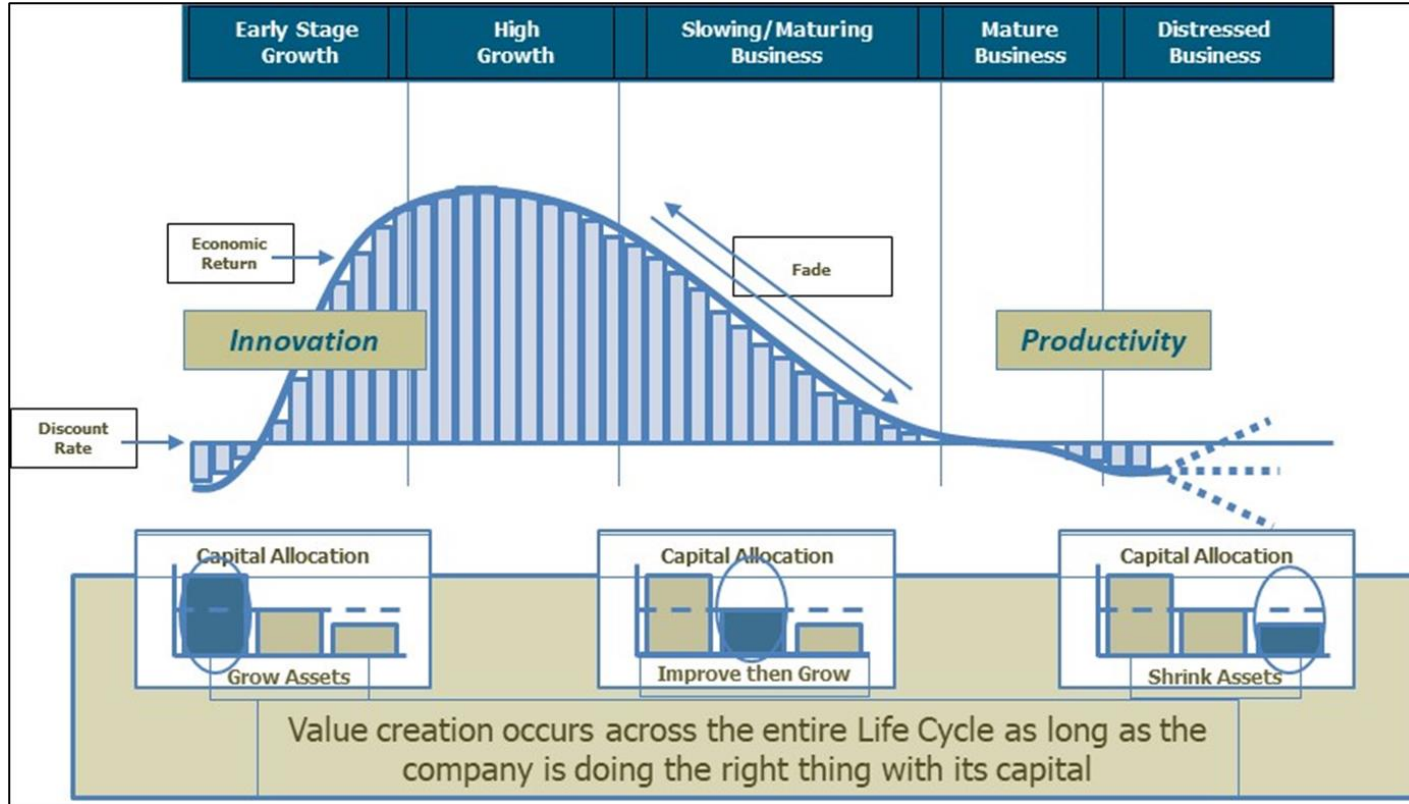 Early Stage
Growth
High
Growth
Slowing/Maturing
Business
Mature
Business
Distressed
Business
Economic
Return
Fade
Innovation
Productivity
Discount
Rate
Capital Allocation
Grow Assets
Capital Allocation
Improve then Grow
Capital Allocation
Shrink Assets
Value creation occurs across the entire Life Cycle as long as the
company is doing the right thing with its capital